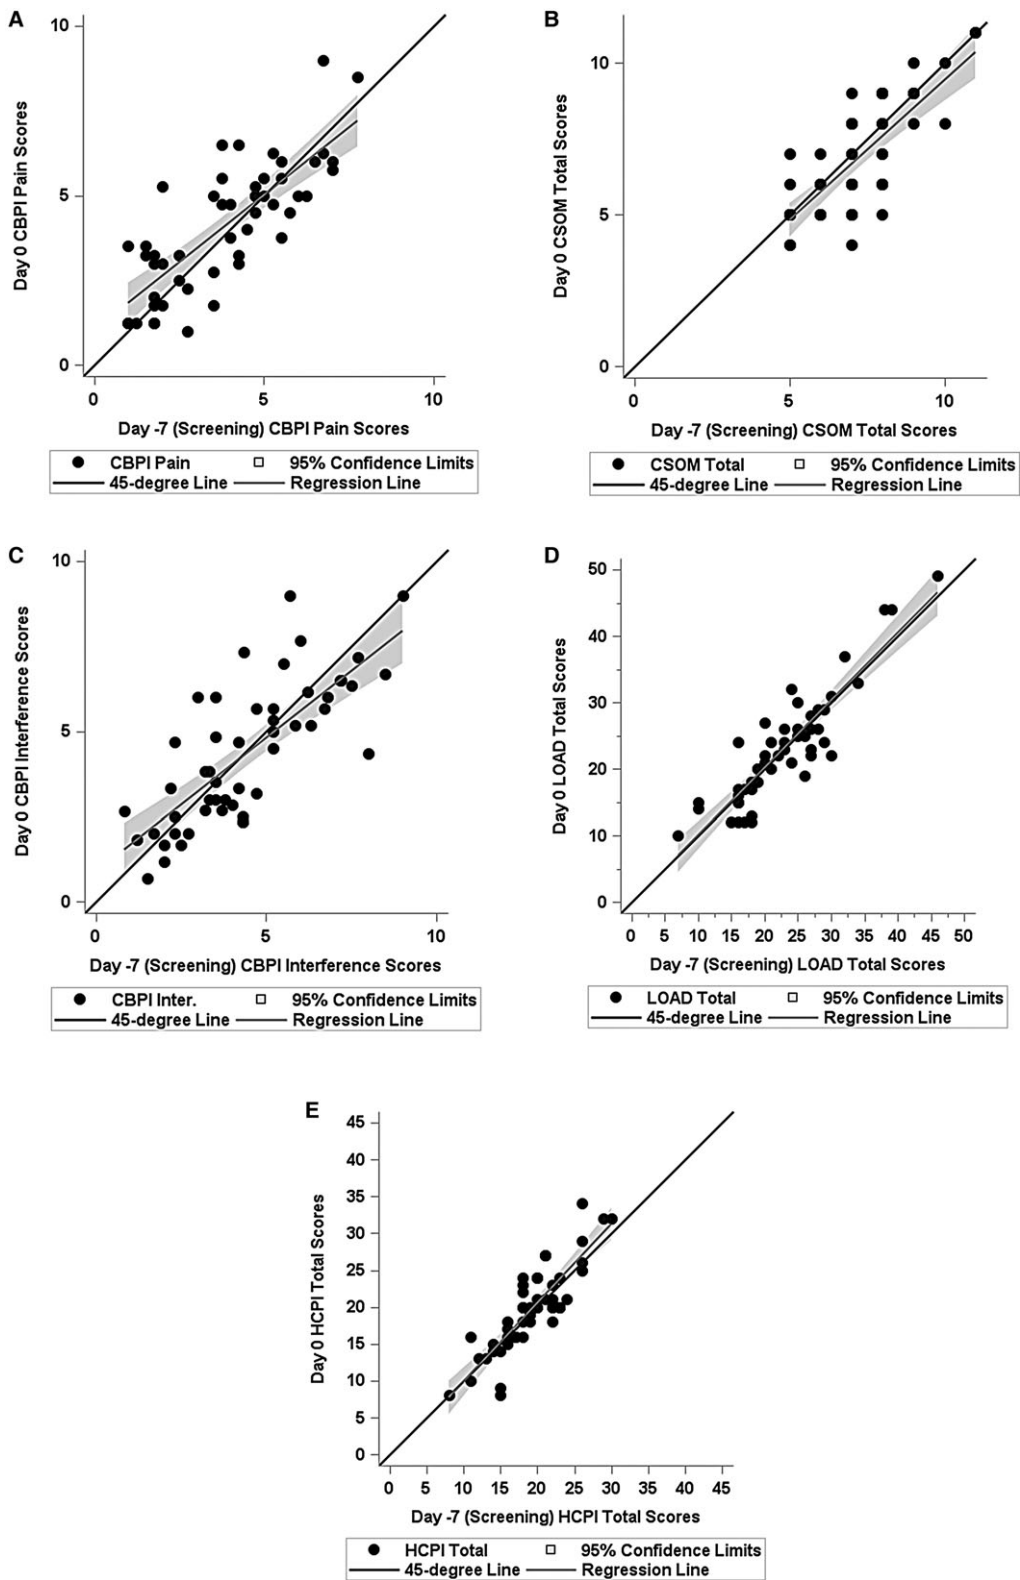 A
10
5
0
Day 0 CBPI Pain Scores
0 5 10
Day -7 (Screening) CBPI Pain Scores
CBPI Pain 95% Confidence Limits
45-degree Line Regression Line
B
10
5
0
Day 0 CSOM Total Scores
0 5 10
Day -7 (Screening) CSOM Total Scores
CSOM Total 95% Confidence Limits
45-degree Line Regression Line
C
10
5
0
Day 0 CBPI Interference Scores
0 5 10
Day -7 (Screening) CBPI Interference Scores
CBPI Inter. 95% Confidence Limits
45-degree Line Regression Line
D
50
40
30
20
10
0
Day 0 LOAD Total Scores
0 5 10 15 20 25 30 35 40 45 50
Day -7 (Screening) LOAD Total Scores
LOAD Total 95% Confidence Limits
45-degree Line Regression Line
E
45
40
35
30
25
20
15
10
5
0
Day 0 HCPI Total Scores
0 5 10 15 20 25 30 35 40 45
Day -7 (Screening) HCPI Total Scores
HCPI Total 95% Confidence Limits
45-degree Line Regression Line